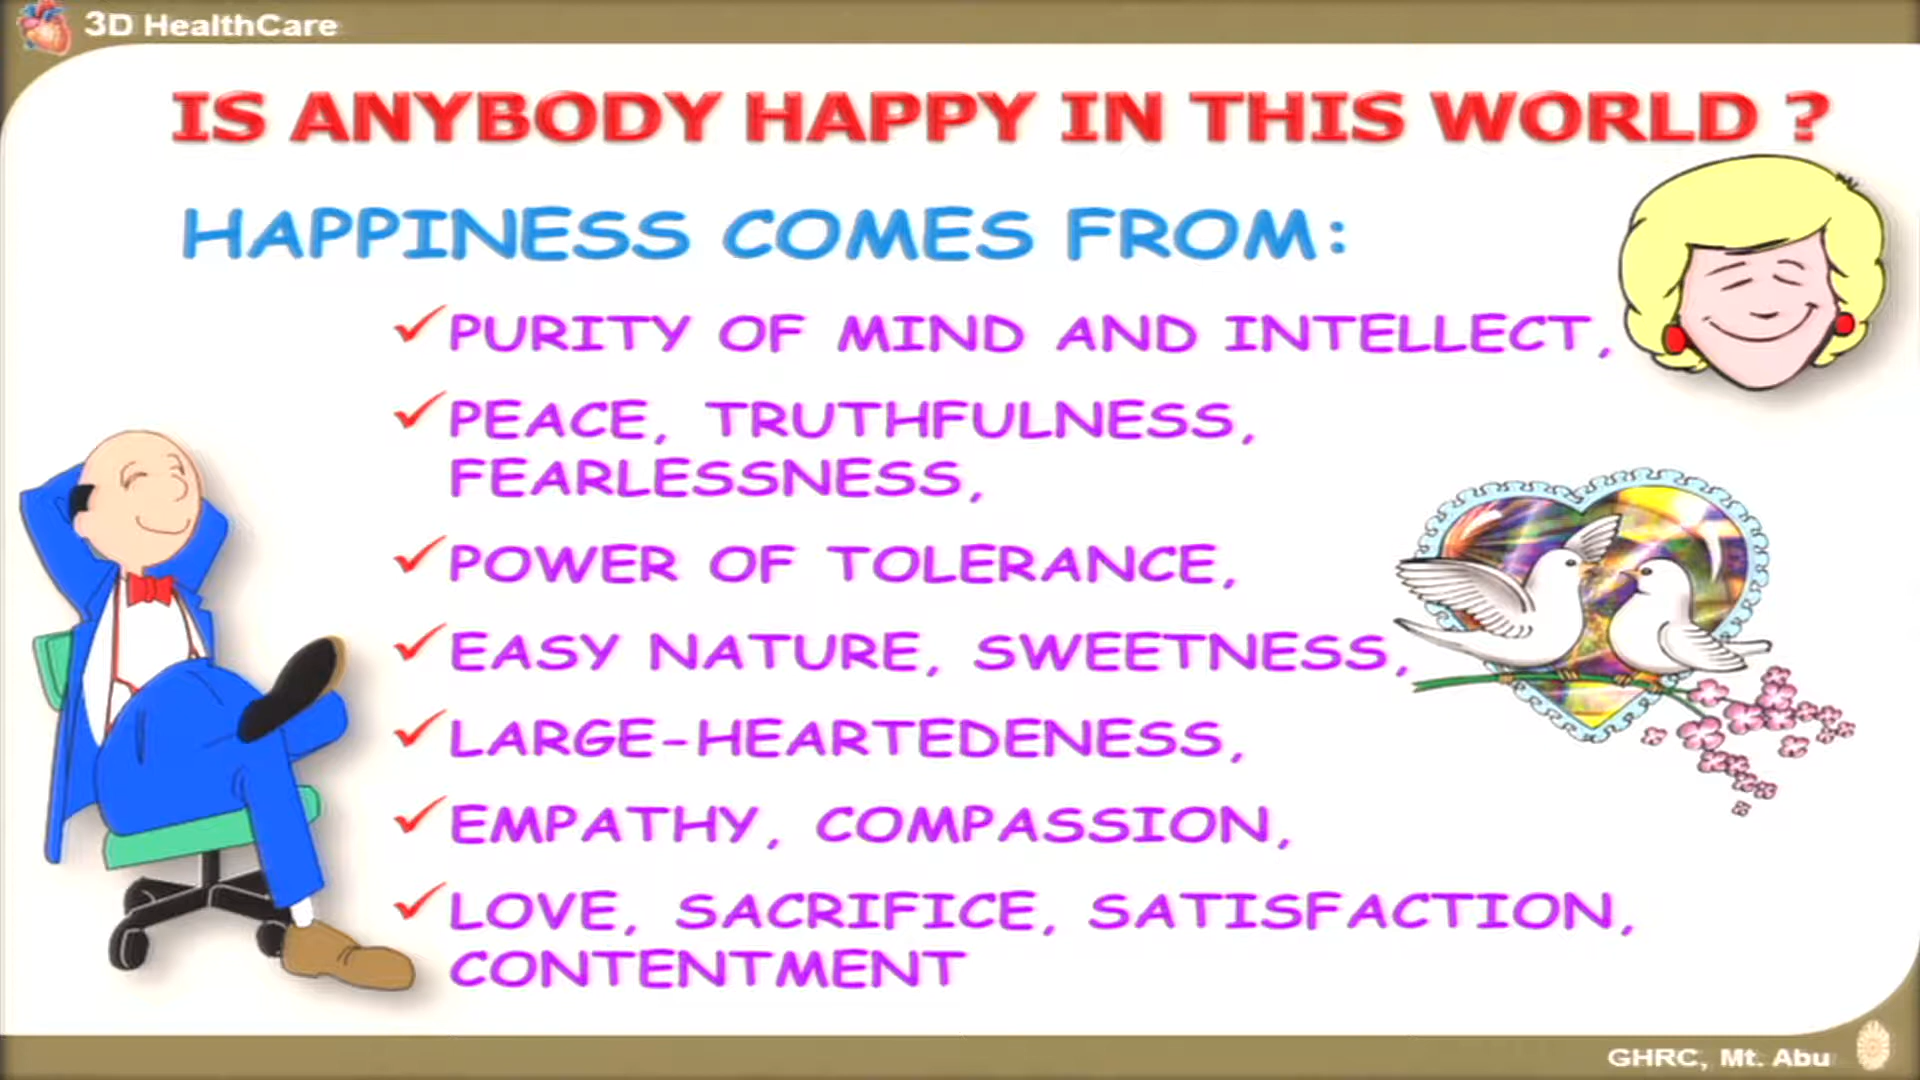 3D HealthCare
IS ANYBODY HAPPY IN THIS WORLD ?
HAPPINESS COMES FROM:
✓PURITY OF MIND AND INTELLECT,
✓PEACE, TRUTHFULNESS,
FEARLESSNESS,
✓POWER OF TOLERANCE,
✓EASY NATURE, SWEETNESS,
✓LARGE-HEARTEDENESS,
✓EMPATHY, COMPASSION,
✓LOVE, SACRIFICE, SATISFACTION,
CONTENTMENT
GHRC, Mt. Abu